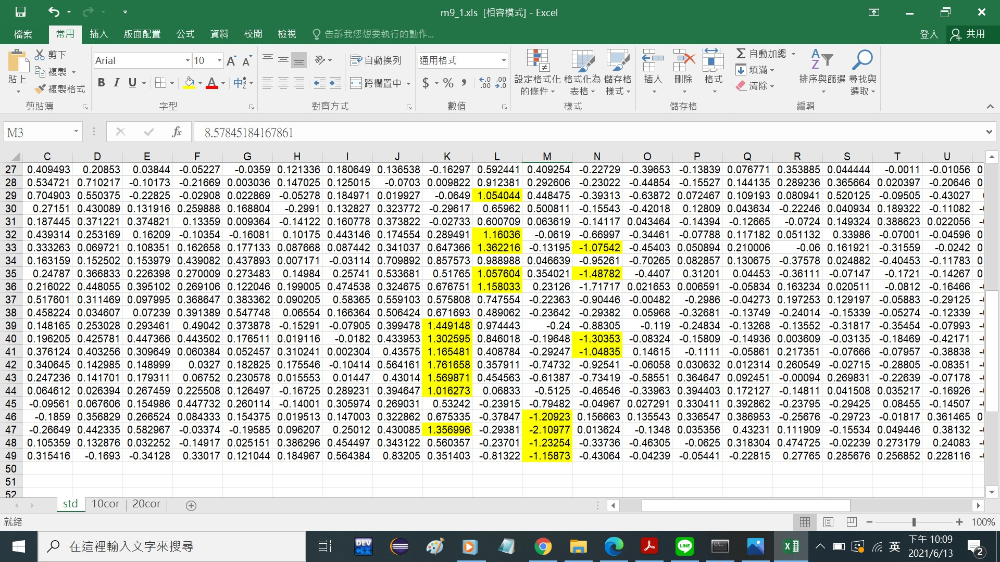 m9_1.xls [相容模式] - Excel
檔案 常用 插入 版面配置 公式 資料 校閱 檢視 告訴我您想要執行的動作... 登入 共用
貼上 剪下 複製 複製格式 剪貼簿
Arial 10 B I U A 字型
自動換列 跨欄置中 對齊方式
通用格式 $ % , 數值
設定格式化的條件 格式化為表格 儲存格樣式 樣式
插入 刪除 格式 儲存格
自動加總 填滿 清除 排序與篩選 尋找與選取 編輯
M3 fx 8.57845184167861
C D E F G H I J K L M N O P Q R S T U
27 0.409493 0.20853 0.03844 -0.05227 -0.0359 0.121336 0.180649 0.136538 -0.16297 0.592441 0.409254 -0.22729 -0.39653 -0.13839 0.076771 0.353885 0.044444 -0.0011 -0.01056 0
28 0.534721 0.710217 -0.10173 -0.21669 0.003036 0.147025 0.125015 -0.0703 0.009822 0.912381 0.292606 -0.23022 -0.44854 -0.15527 0.144135 0.289236 0.365664 0.020397 -0.20646 0
29 0.704903 0.550375 -0.22825 -0.02908 0.022869 -0.05278 0.184971 0.019927 -0.0649 1.054044 0.448475 -0.39313 -0.63872 0.072467 0.109193 0.080941 0.520125 -0.09505 -0.43027
30 0.27151 0.430089 0.131916 0.259888 0.168804 -0.2991 0.132827 0.323772 -0.29617 0.65962 0.500811 -0.15543 -0.42018 0.12809 0.043634 -0.22246 0.040934 0.189322 -0.11082 -
31 0.187445 0.371221 0.374821 0.13359 0.009364 -0.14122 0.160778 0.373822 -0.02733 0.600709 0.063619 -0.14117 0.043464 -0.14394 -0.12665 -0.0724 0.149324 0.388623 0.022056 -
32 0.439314 0.253169 0.16209 -0.10354 -0.16081 0.10175 0.443146 0.174554 0.289491 1.16036 -0.0619 -0.66997 -0.34461 -0.07788 0.117182 0.051132 0.33986 -0.07001 -0.04596 0
33 0.333263 0.069721 0.108351 0.162658 0.177133 0.087668 0.087442 0.341037 0.647366 1.362216 -0.13195 -1.07542 -0.45403 0.050894 0.210006 -0.06 0.161921 -0.31559 -0.0242 0
34 0.163159 0.152502 0.153979 0.439082 0.437893 0.007171 -0.03114 0.709892 0.857573 0.988988 0.046639 -0.95261 -0.70265 0.082857 0.130675 -0.37578 0.024882 -0.40453 -0.11783 0
35 0.24787 0.366833 0.226398 0.270009 0.273483 0.14984 0.25741 0.533681 0.51765 1.057604 0.354021 -1.48782 -0.4407 0.31201 0.04453 -0.36111 -0.07147 -0.1721 -0.14267 0
36 0.216022 0.448055 0.395102 0.269106 0.122046 0.199005 0.474538 0.324675 0.676751 1.158033 0.23126 -1.71717 0.021653 0.006591 -0.05834 0.163234 0.020511 -0.0812 -0.16466 -
37 0.517601 0.311469 0.097995 0.368647 0.383362 0.090205 0.58365 0.559103 0.575808 0.747554 -0.22363 -0.90446 -0.00482 -0.2986 -0.04273 0.197253 0.129197 -0.05883 -0.29125 -
38 0.458224 0.034607 0.07239 0.391389 0.547748 0.06554 0.166364 0.506424 0.671693 0.489062 -0.23642 -0.29382 0.05968 -0.32681 -0.13749 -0.24014 -0.15339 -0.05274 -0.12339 -
39 0.148165 0.253028 0.293461 0.49042 0.373878 -0.15291 -0.07905 0.399478 1.449148 0.974443 -0.24 -0.88305 -0.119 -0.24834 -0.13268 -0.13552 -0.31817 -0.35454 -0.07993 -
40 0.196205 0.425781 0.447366 0.443502 0.176511 0.019116 -0.0182 0.433953 1.302595 0.846018 -0.19648 -1.30353 -0.08324 -0.15809 -0.14936 0.003609 -0.03135 -0.18469 -0.42171 -
41 0.376124 0.403256 0.309649 0.060384 0.052457 0.310241 0.002304 0.43575 1.165481 0.408784 -0.29247 -1.04835 0.14615 -0.1111 -0.05861 0.217351 -0.07666 -0.07957 -0.38838 -
42 0.340645 0.142985 0.148999 0.0327 0.182825 0.175546 -0.10414 0.564161 1.761658 0.357911 -0.74732 -0.92541 -0.06058 0.030632 0.012314 0.260549 -0.02715 -0.28805 -0.08351 -
43 0.247236 0.141701 0.179311 0.06752 0.230578 0.015553 0.01447 0.43014 1.569871 0.454563 -0.61387 -0.73419 -0.58551 0.364647 0.092451 -0.00094 0.269831 -0.22639 -0.07178 -
44 0.064612 0.026394 0.267459 0.225508 0.126497 -0.16725 0.289231 0.394647 1.016273 0.06833 -0.5125 -0.46546 -0.33963 0.394403 0.172127 -0.14811 0.041508 0.035217 -0.16926 -
45 -0.09561 0.067606 0.154986 0.447732 0.260114 -0.14001 0.305974 0.269031 0.53242 -0.23915 -0.79482 -0.04967 0.027291 0.330411 0.392862 -0.23795 -0.29425 0.08455 -0.14507 -
46 -0.1859 0.356829 0.266524 0.084333 0.154375 0.019513 0.147003 0.322862 0.675335 -0.37847 -1.20923 0.156663 0.135543 0.336547 0.386953 -0.25676 -0.29723 -0.01817 0.361465 0
47 -0.26649 0.442335 0.582967 -0.03374 -0.19585 0.096207 0.25012 0.430085 1.356996 -0.29381 -2.10977 0.013624 -0.1348 0.035356 0.43231 0.111909 -0.15534 0.049446 0.38132 -
48 0.105359 0.132876 0.032252 -0.14917 0.025151 0.386296 0.454497 0.343122 0.560357 -0.23701 -1.23254 -0.33736 -0.46305 -0.0625 0.318304 0.474725 -0.02239 0.273179 0.24083 -
49 0.315416 -0.1693 -0.34128 0.33017 0.121044 0.184967 0.564384 0.83205 0.351403 -0.81322 -1.15873 -0.43064 -0.04239 -0.05441 -0.22815 0.27765 0.285676 0.256852 0.228116 -
50
51
52
std 10cor 20cor
就緒 100%
在這裡輸入文字來搜尋 DEV C++ LINE 英 下午 10:09
2021/6/13 2